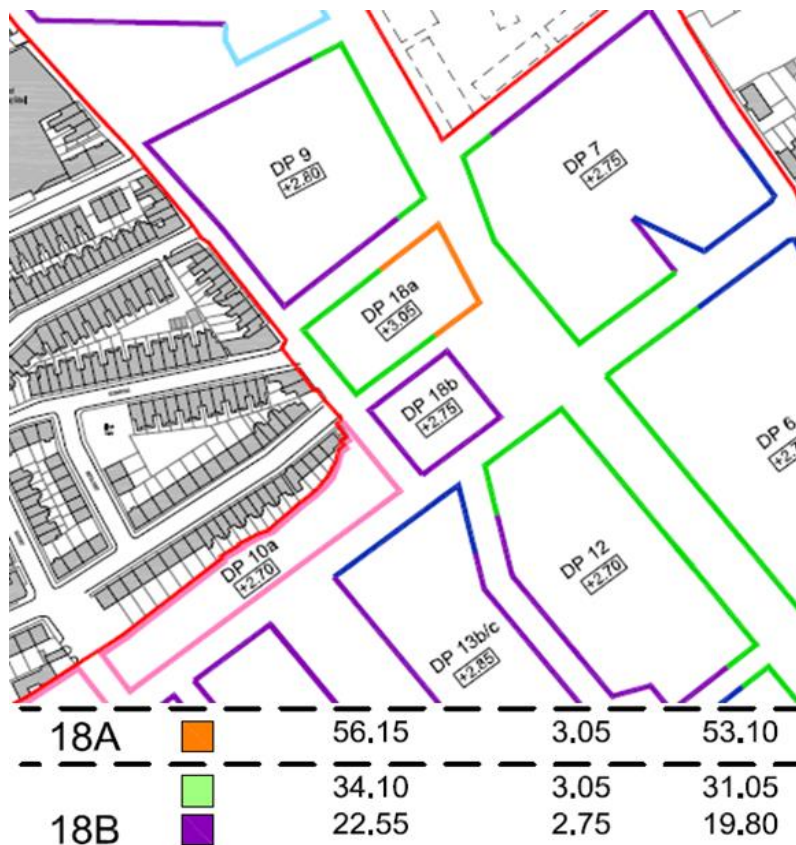 DP 9
+2.80
DP 7
+2.75
DP 18a
+3.05
DP 18b
+2.75
DP 6
DP 12
+2.70
DP 10a
+2.70
DP 13b/c
+2.85
18A 56.15 3.05 53.10
34.10 3.05 31.05
18B 22.55 2.75 19.80